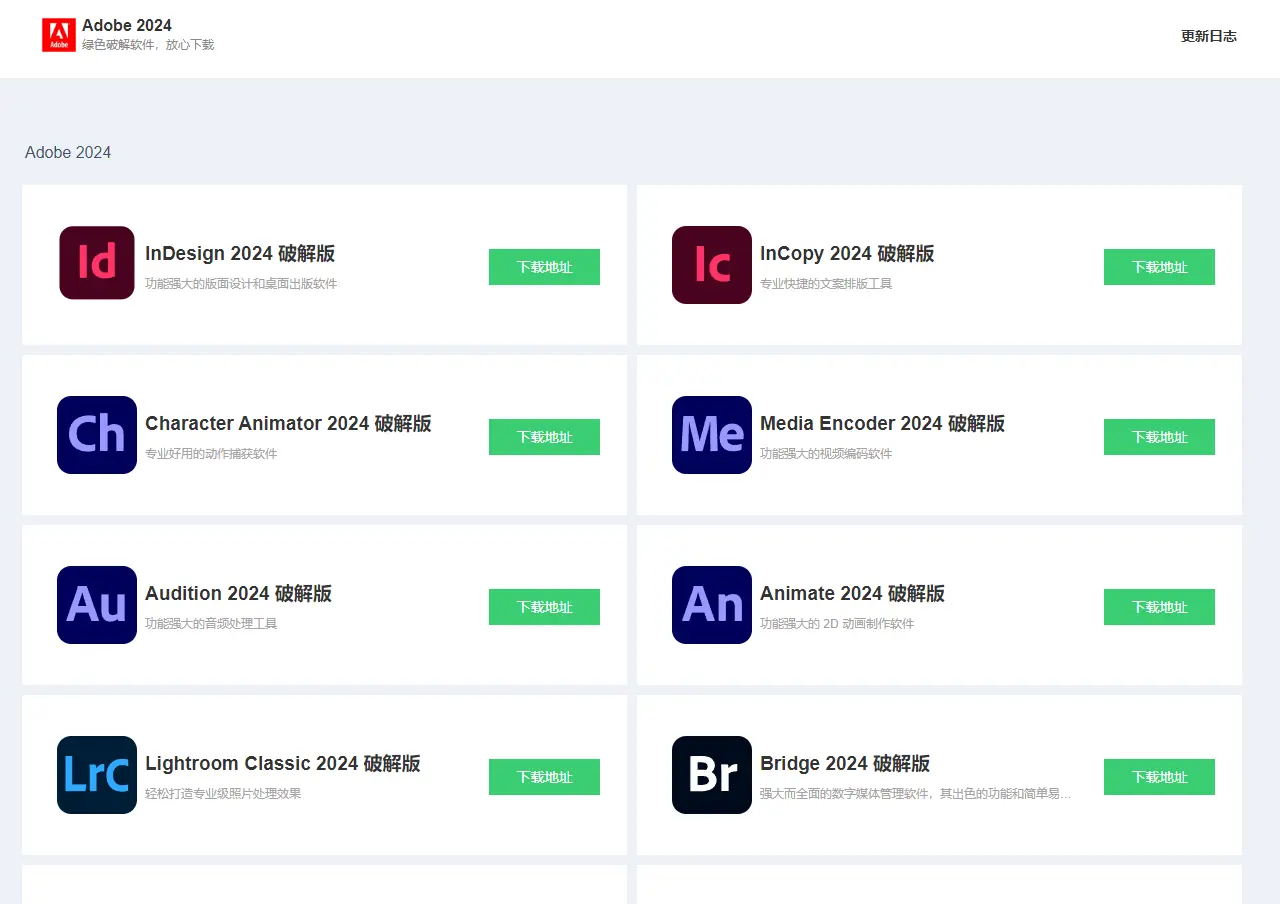 Adobe 2024
Adobe
绿色破解软件，放心下载
更新日志
Adobe 2024
Id
InDesign 2024 破解版
功能强大的版面设计和桌面出版软件
下载地址
Ic
InCopy 2024 破解版
专业快捷的文案排版工具
下载地址
Ch
Character Animator 2024 破解版
专业好用的动作捕获软件
下载地址
Me
Media Encoder 2024 破解版
功能强大的视频编码软件
下载地址
Au
Audition 2024 破解版
功能强大的音频处理工具
下载地址
An
Animate 2024 破解版
功能强大的 2D 动画制作软件
下载地址
LrC
Lightroom Classic 2024 破解版
轻松打造专业级照片处理效果
下载地址
Br
Bridge 2024 破解版
强大而全面的数字媒体管理软件，其出色的功能和简单易...
下载地址